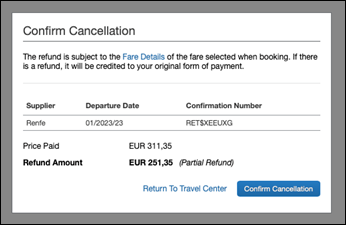 Confirm Cancellation
The refund is subject to the Fare Details of the fare selected when booking. If there
is a refund, it will be credited to your original form of payment.
Supplier Departure Date Confirmation Number
Renfe 01/2023/23 RET$XEEUXG
Price Paid EUR 311,35
Refund Amount EUR 251,35 (Partial Refund)
Return To Travel Center Confirm Cancellation